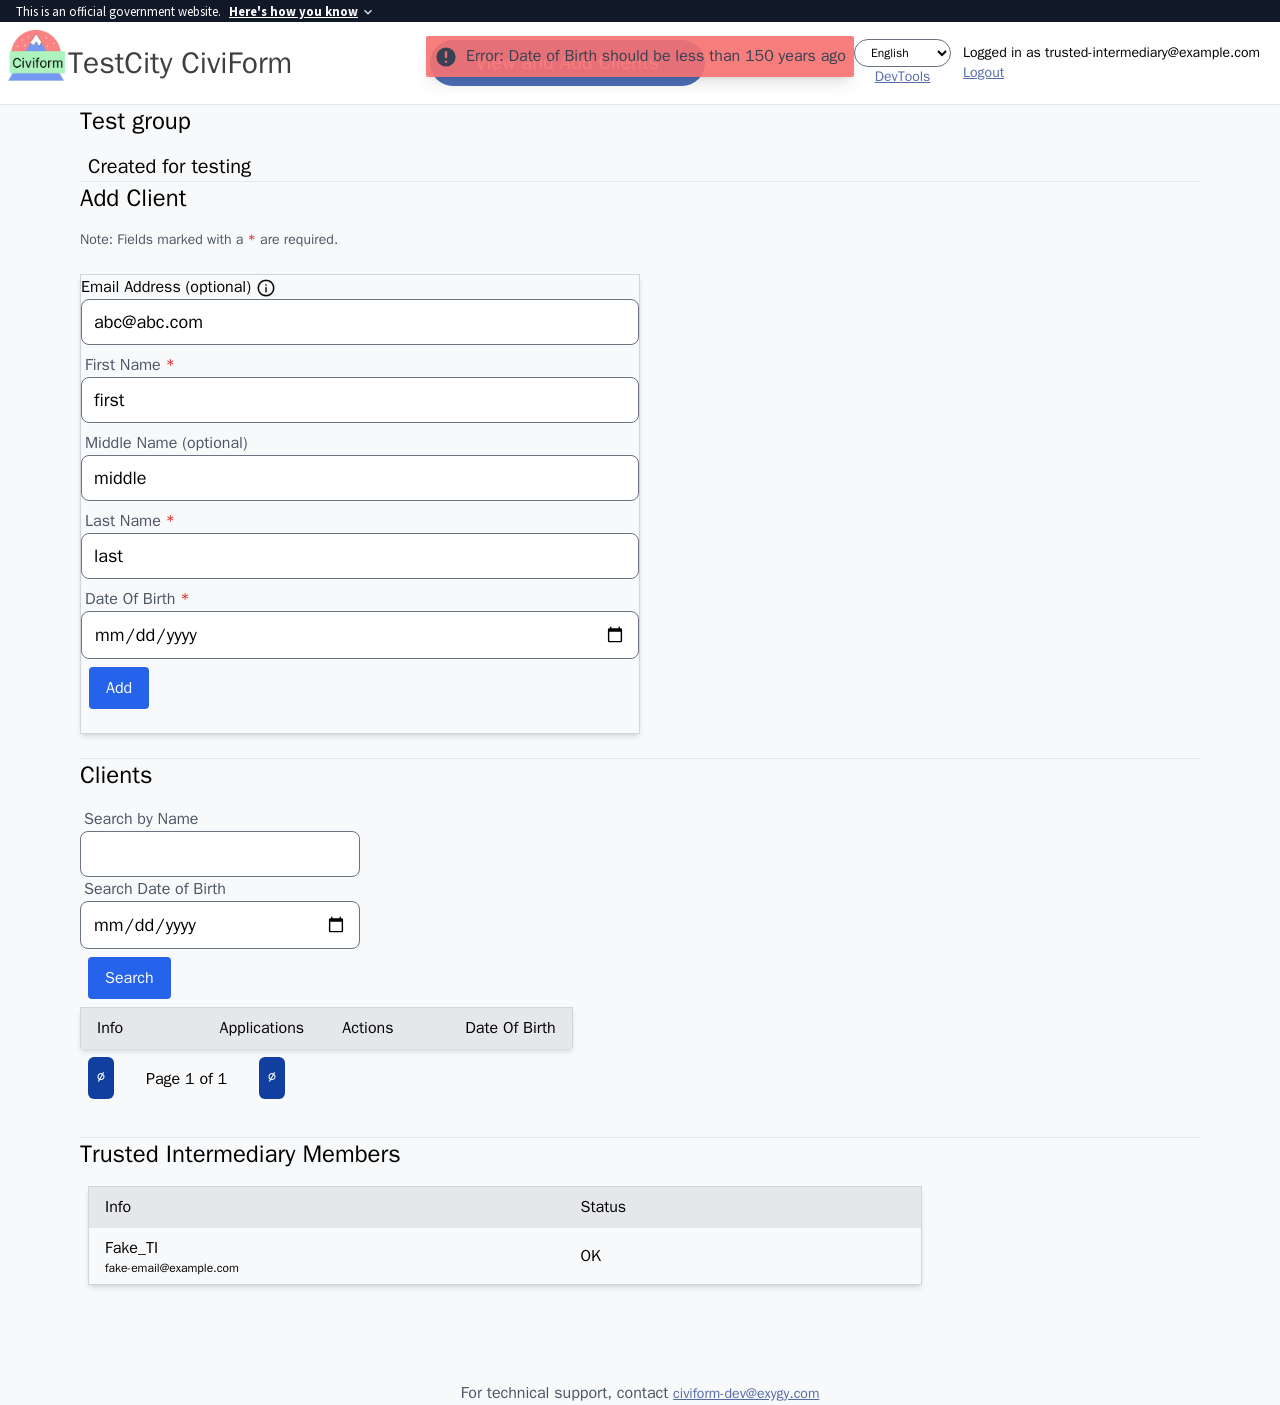 This is an official government website. Here's how you know
Civiform
TestCity CiviForm
View and Add Clients
Error: Date of Birth should be less than 150 years ago
English
DevTools
Logged in as trusted-intermediary@example.com
Logout
Test group
Created for testing
Add Client
Note: Fields marked with a * are required.
Email Address (optional)
abc@abc.com
First Name *
first
Middle Name (optional)
middle
Last Name *
last
Date Of Birth *
mm/dd/yyyy
Add
Clients
Search by Name
Search Date of Birth
mm/dd/yyyy
Search
Info Applications Actions Date Of Birth
Page 1 of 1
Trusted Intermediary Members
Info Status
Fake_TI
fake-email@example.com
OK
For technical support, contact civiform-dev@exygy.com